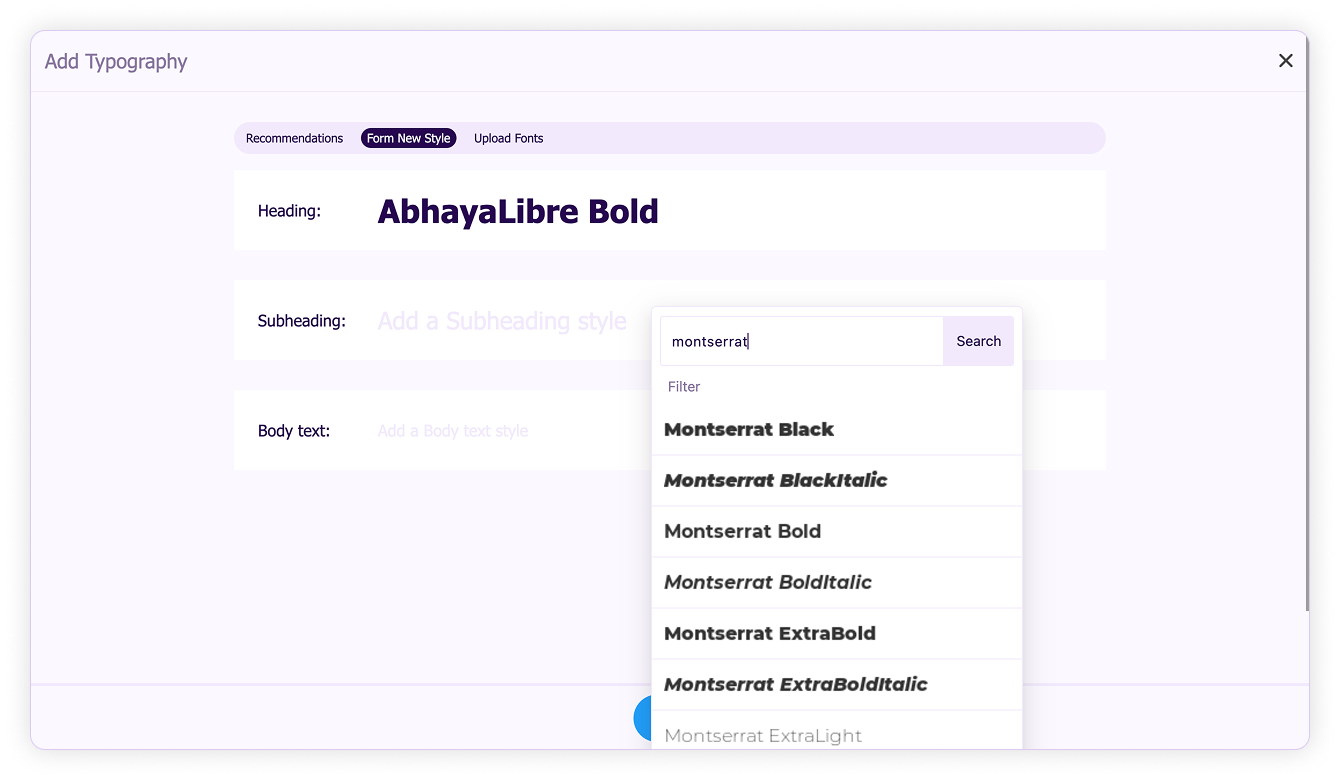 Add Typography
Recommendations Form New Style Upload Fonts
Heading: AbhayaLibre Bold
Subheading: Add a Subheading style
montserrat Search
Filter
Body text: Add a Body text style
Montserrat Black
Montserrat BlackItalic
Montserrat Bold
Montserrat BoldItalic
Montserrat ExtraBold
Montserrat ExtraBoldItalic
Montserrat ExtraLight